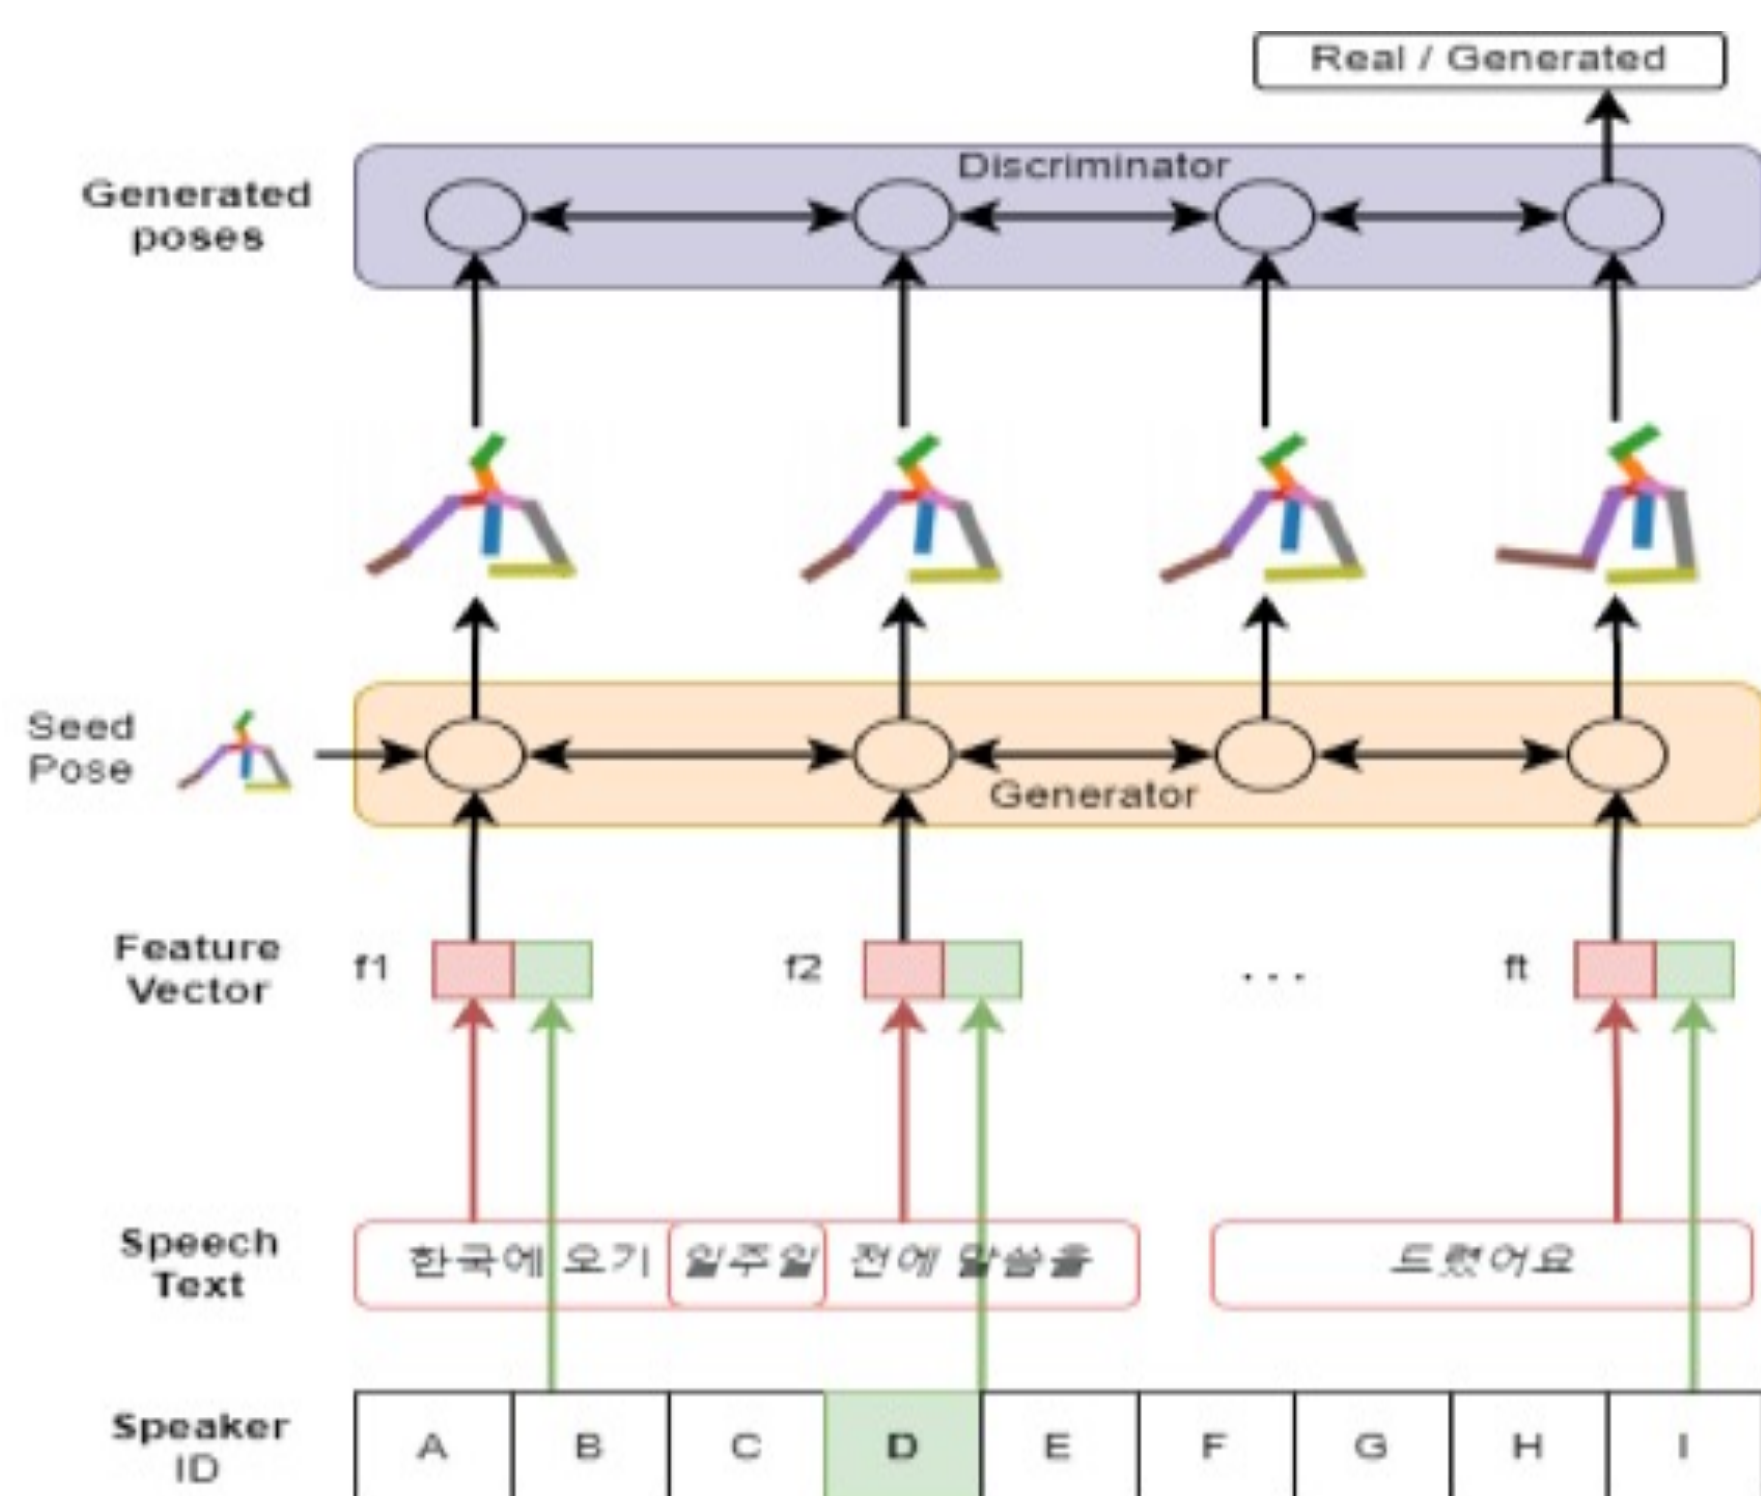 Real / Generated
Discriminator
Generated
poses
Seed
Pose
Generator
Feature
Vector
f1
f2
...
ft
Speech
Text
한국에 오기 일주일 전에 말씀을
드렸어요
Speaker
ID
A B C D E F G H I